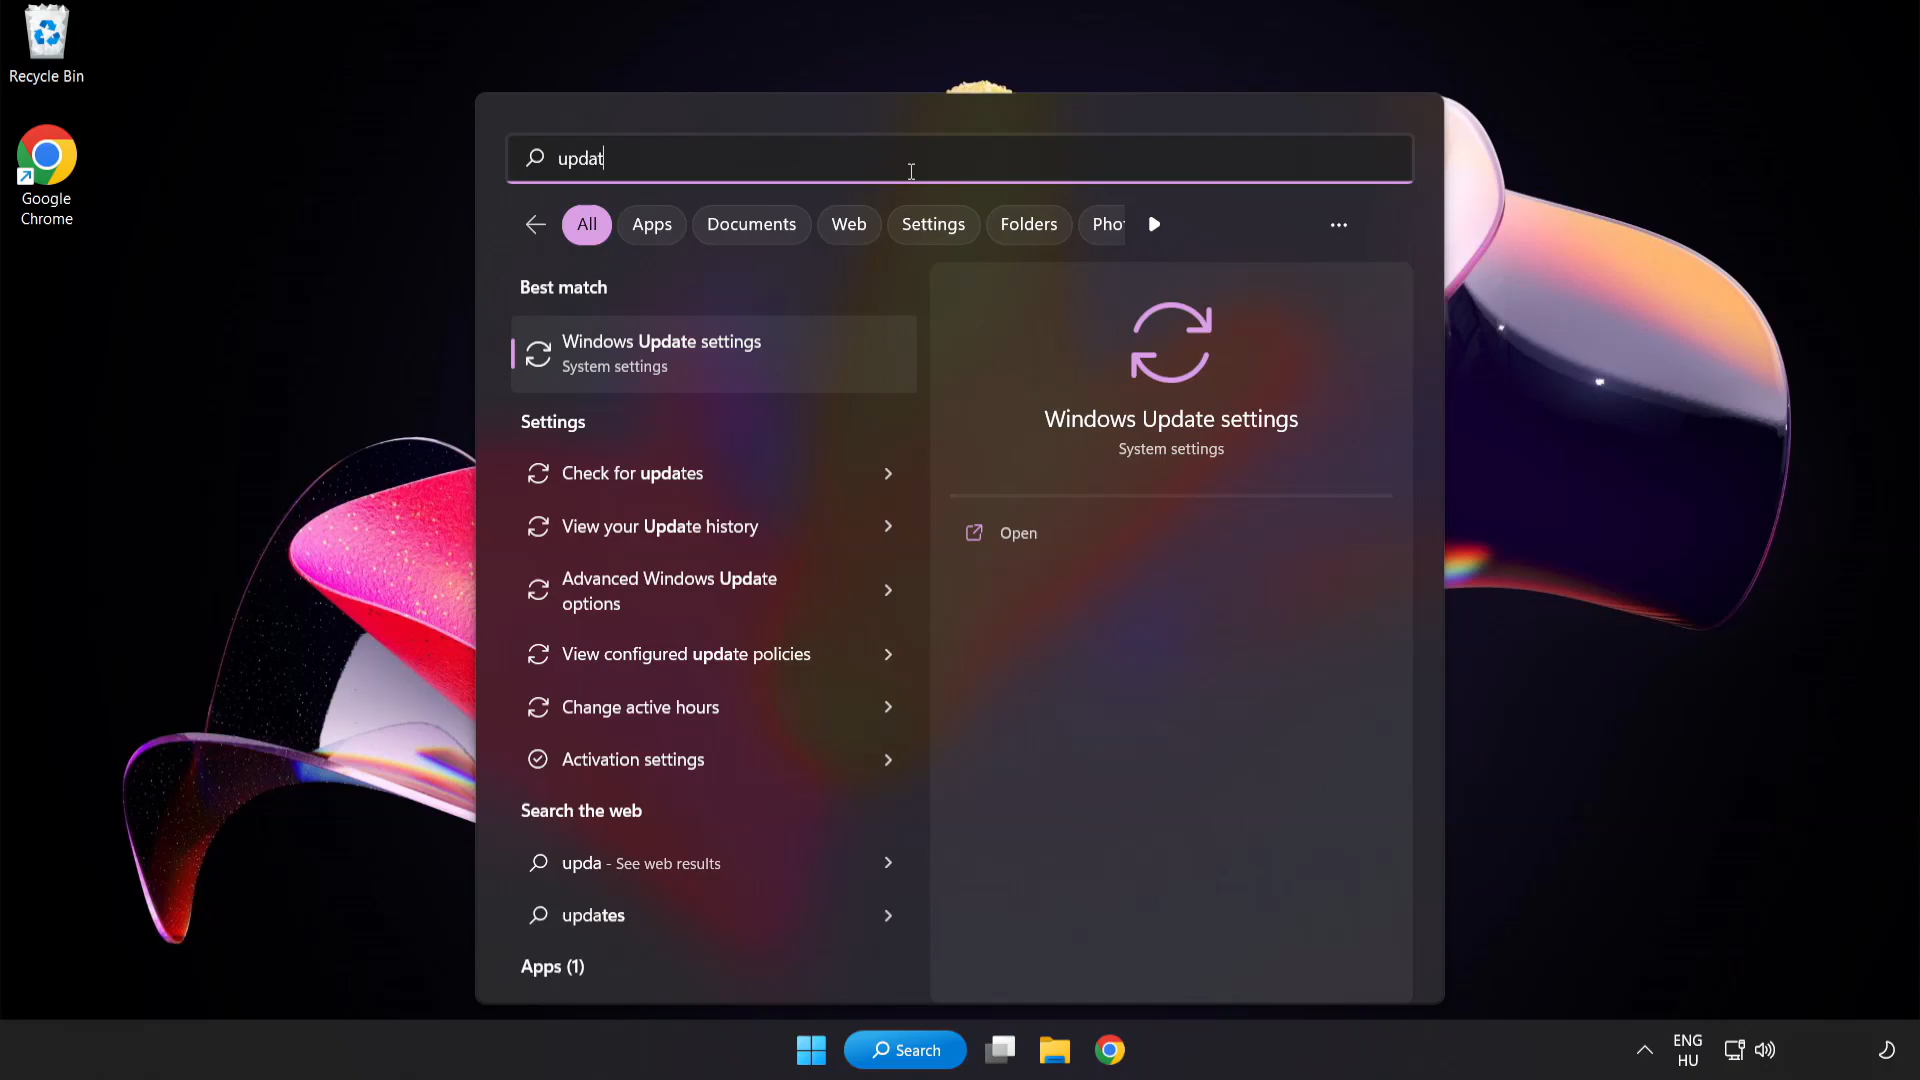 Recycle Bin
Google
Chrome
updat
All
Apps
Documents
Web
Settings
Folders
Phot
Best match
Windows Update settings
System settings
Settings
Check for updates
View your Update history
Advanced Windows Update
options
View configured update policies
Change active hours
Activation settings
Search the web
upda - See web results
updates
Apps (1)
Windows Update settings
System settings
Open
Search
ENG
HU